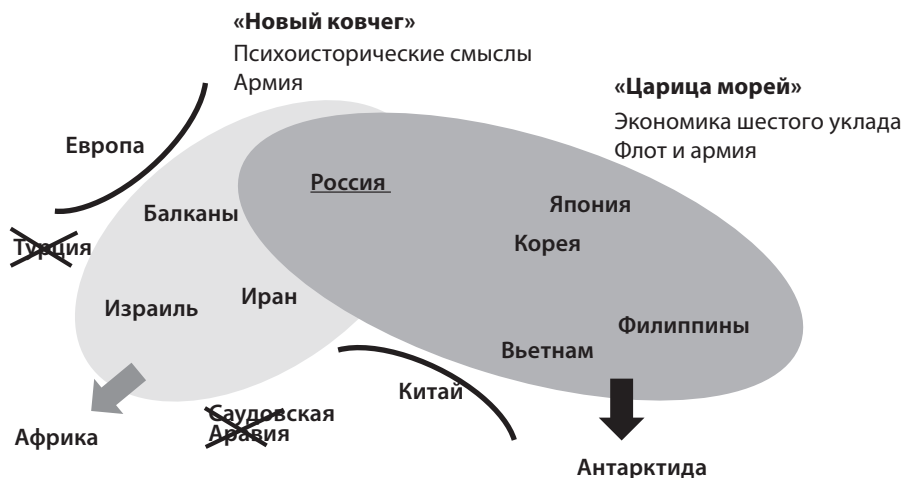 «Новый ковчег»
Психоисторические смыслы
Армия
«Царица морей»
Экономика шестого уклада
Флот и армия
Европа
Россия
Балканы
Япония
Турция
Корея
Израиль
Иран
Филиппины
Вьетнам
Китай
Саудовская
Аравия
Африка
Антарктида